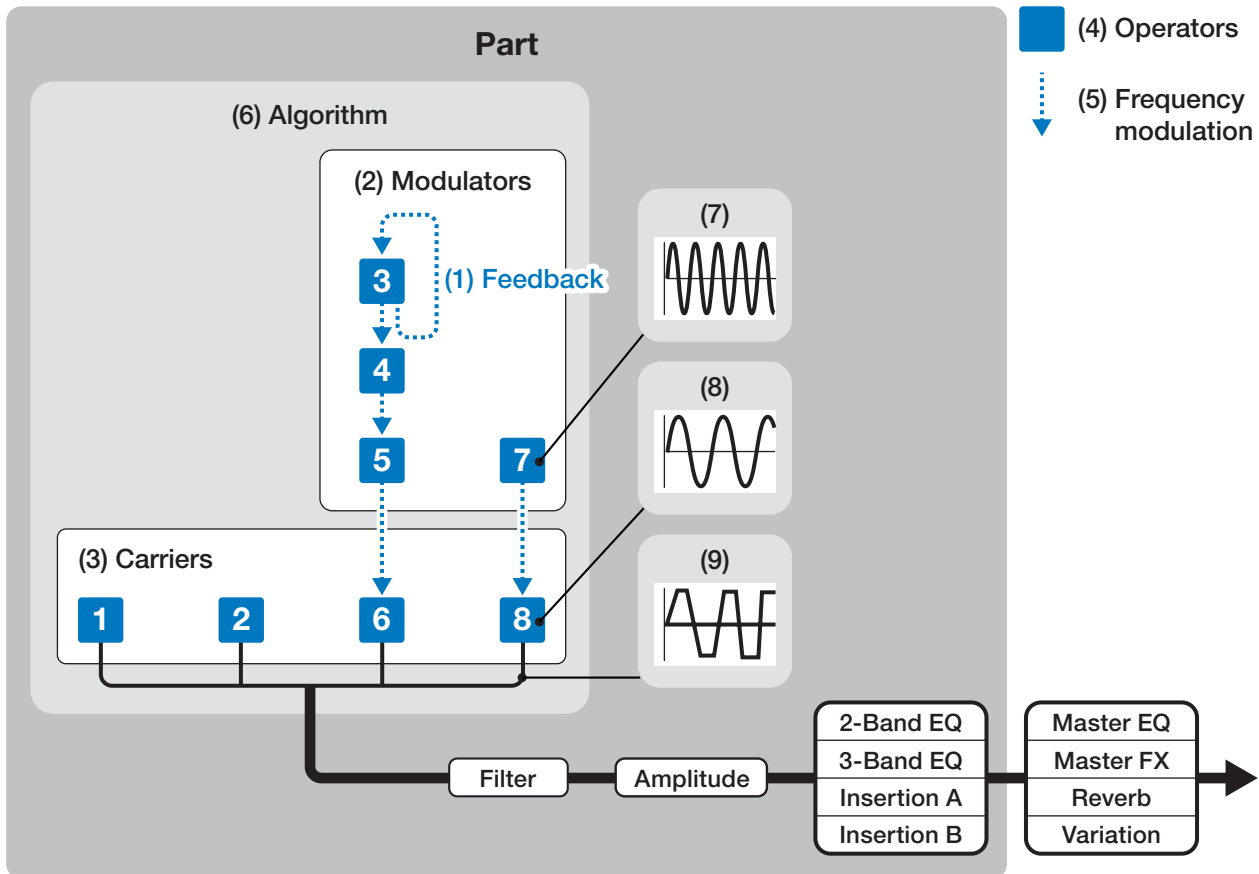 Part
(4) Operators
(5) Frequency
modulation
(6) Algorithm
(2) Modulators
3
(1) Feedback
4
5
7
(7)
(8)
(9)
(3) Carriers
1
2
6
8
Filter
Amplitude
2-Band EQ
3-Band EQ
Insertion A
Insertion B
Master EQ
Master FX
Reverb
Variation